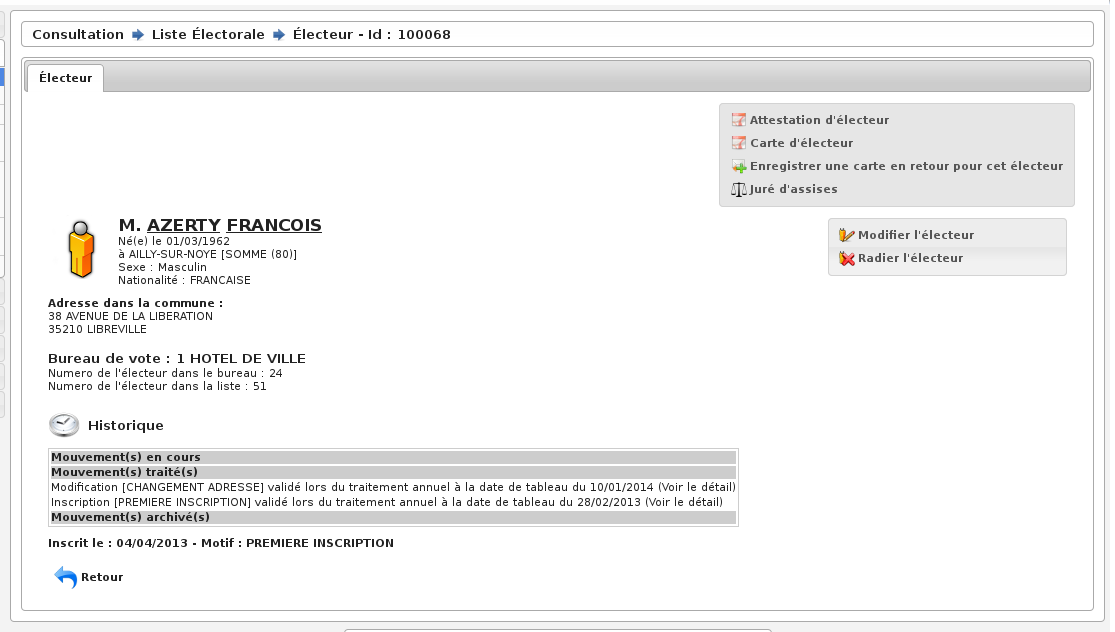 Consultation Liste Électorale Électeur - Id : 100068
Électeur
Attestation d'électeur
Carte d'électeur
Enregistrer une carte en retour pour cet électeur
Juré d'assises
M. AZERTY FRANCOIS
Né(e) le 01/03/1962
à AILLY-SUR-NOYE [SOMME (80)]
Sexe : Masculin
Nationalité : FRANCAISE
Modifier l'électeur
Radier l'électeur
Adresse dans la commune :
38 AVENUE DE LA LIBERATION
35210 LIBREVILLE
Bureau de vote : 1 HOTEL DE VILLE
Numero de l'électeur dans le bureau : 24
Numero de l'électeur dans la liste : 51
Historique
Mouvement(s) en cours
Mouvement(s) traité(s)
Modification [CHANGEMENT ADRESSE] validé lors du traitement annuel à la date de tableau du 10/01/2014 (Voir le détail)
Inscription [PREMIERE INSCRIPTION] validé lors du traitement annuel à la date de tableau du 28/02/2013 (Voir le détail)
Mouvement(s) archivé(s)
Inscrit le : 04/04/2013 - Motif : PREMIERE INSCRIPTION
Retour